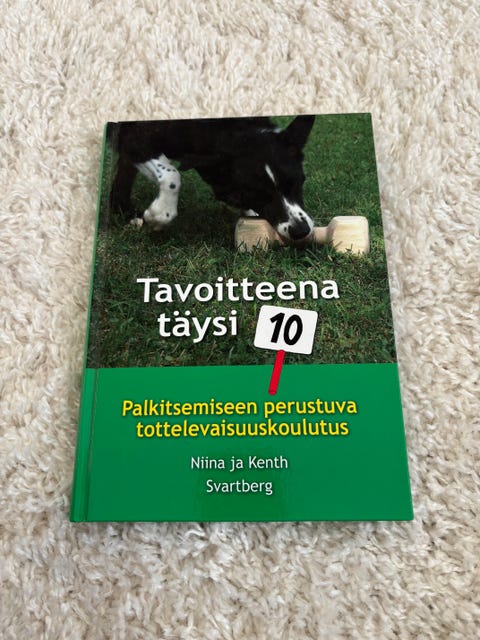 Tavoitteena
täysi 10
Palkitsemiseen perustuva
tottelevaisuuskoulutus
Niina ja Kenth
Svartberg